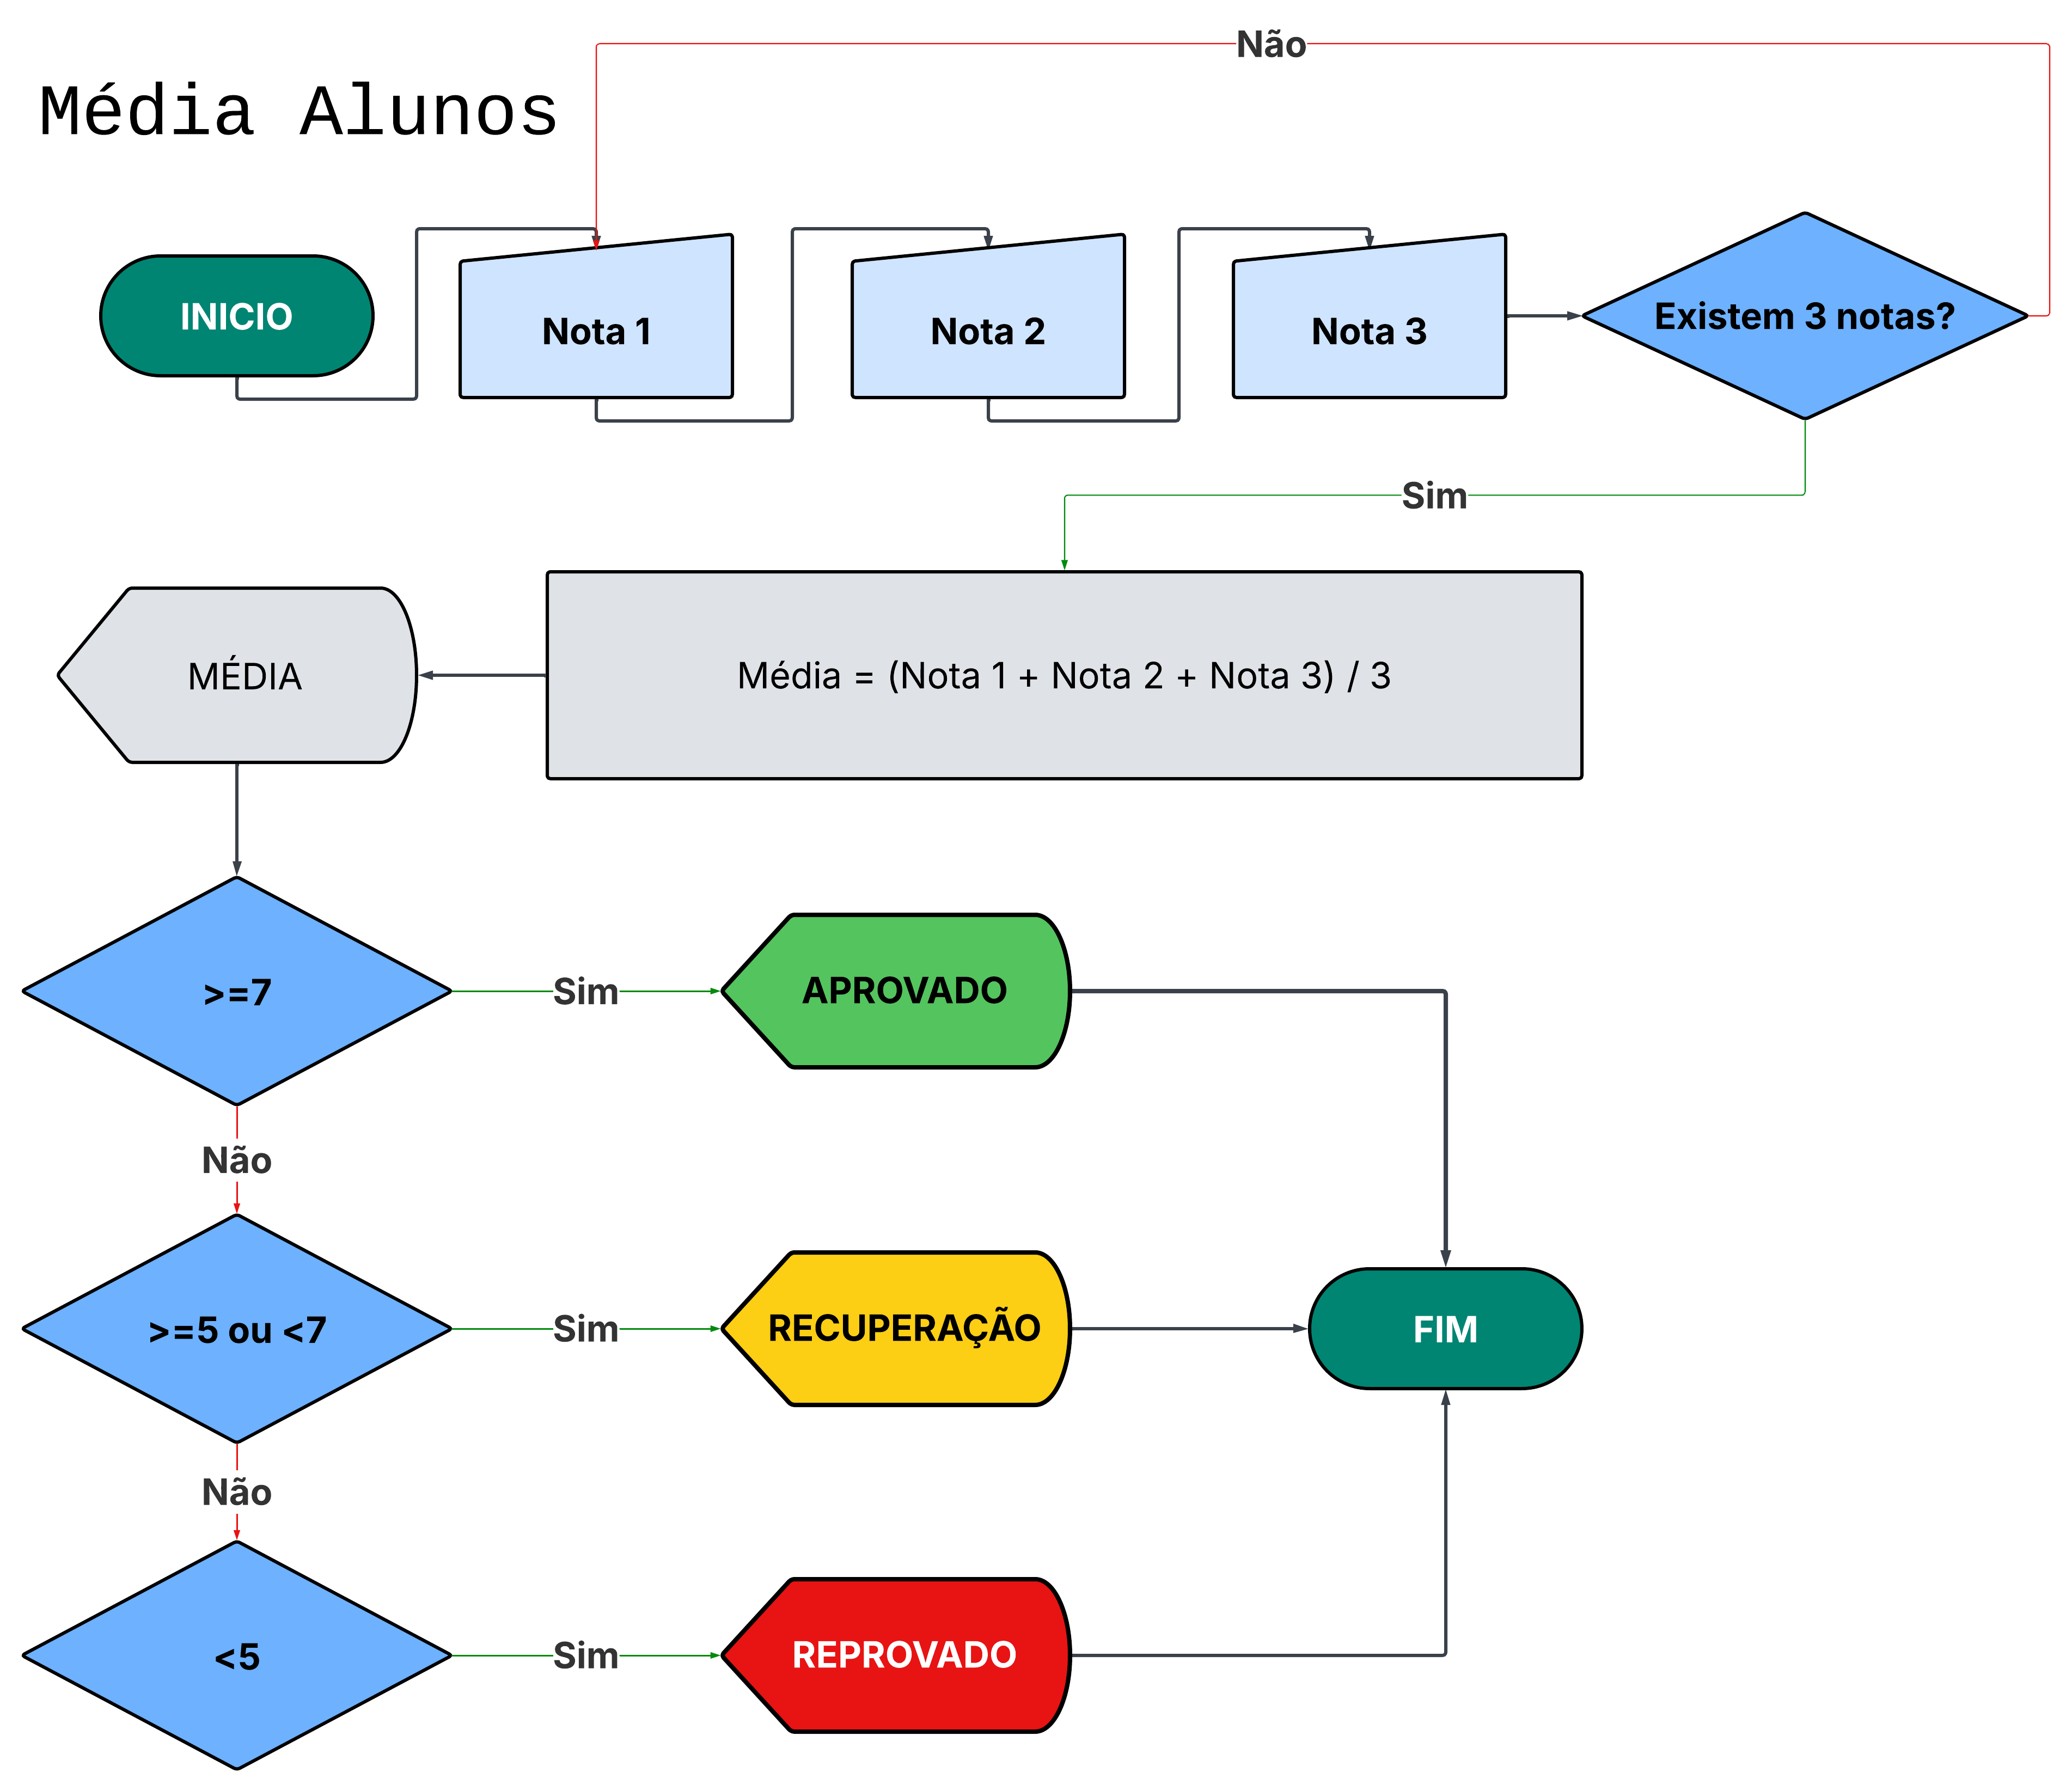 Não
Média Alunos
INICIO
Nota 1
Nota 2
Nota 3
Existem 3 notas?
Sim
MÉDIA
Média = (Nota 1 + Nota 2 + Nota 3) / 3
>=7
Sim
APROVADO
Não
>=5 ou <7
Sim
RECUPERAÇÃO
FIM
Não
<5
Sim
REPROVADO